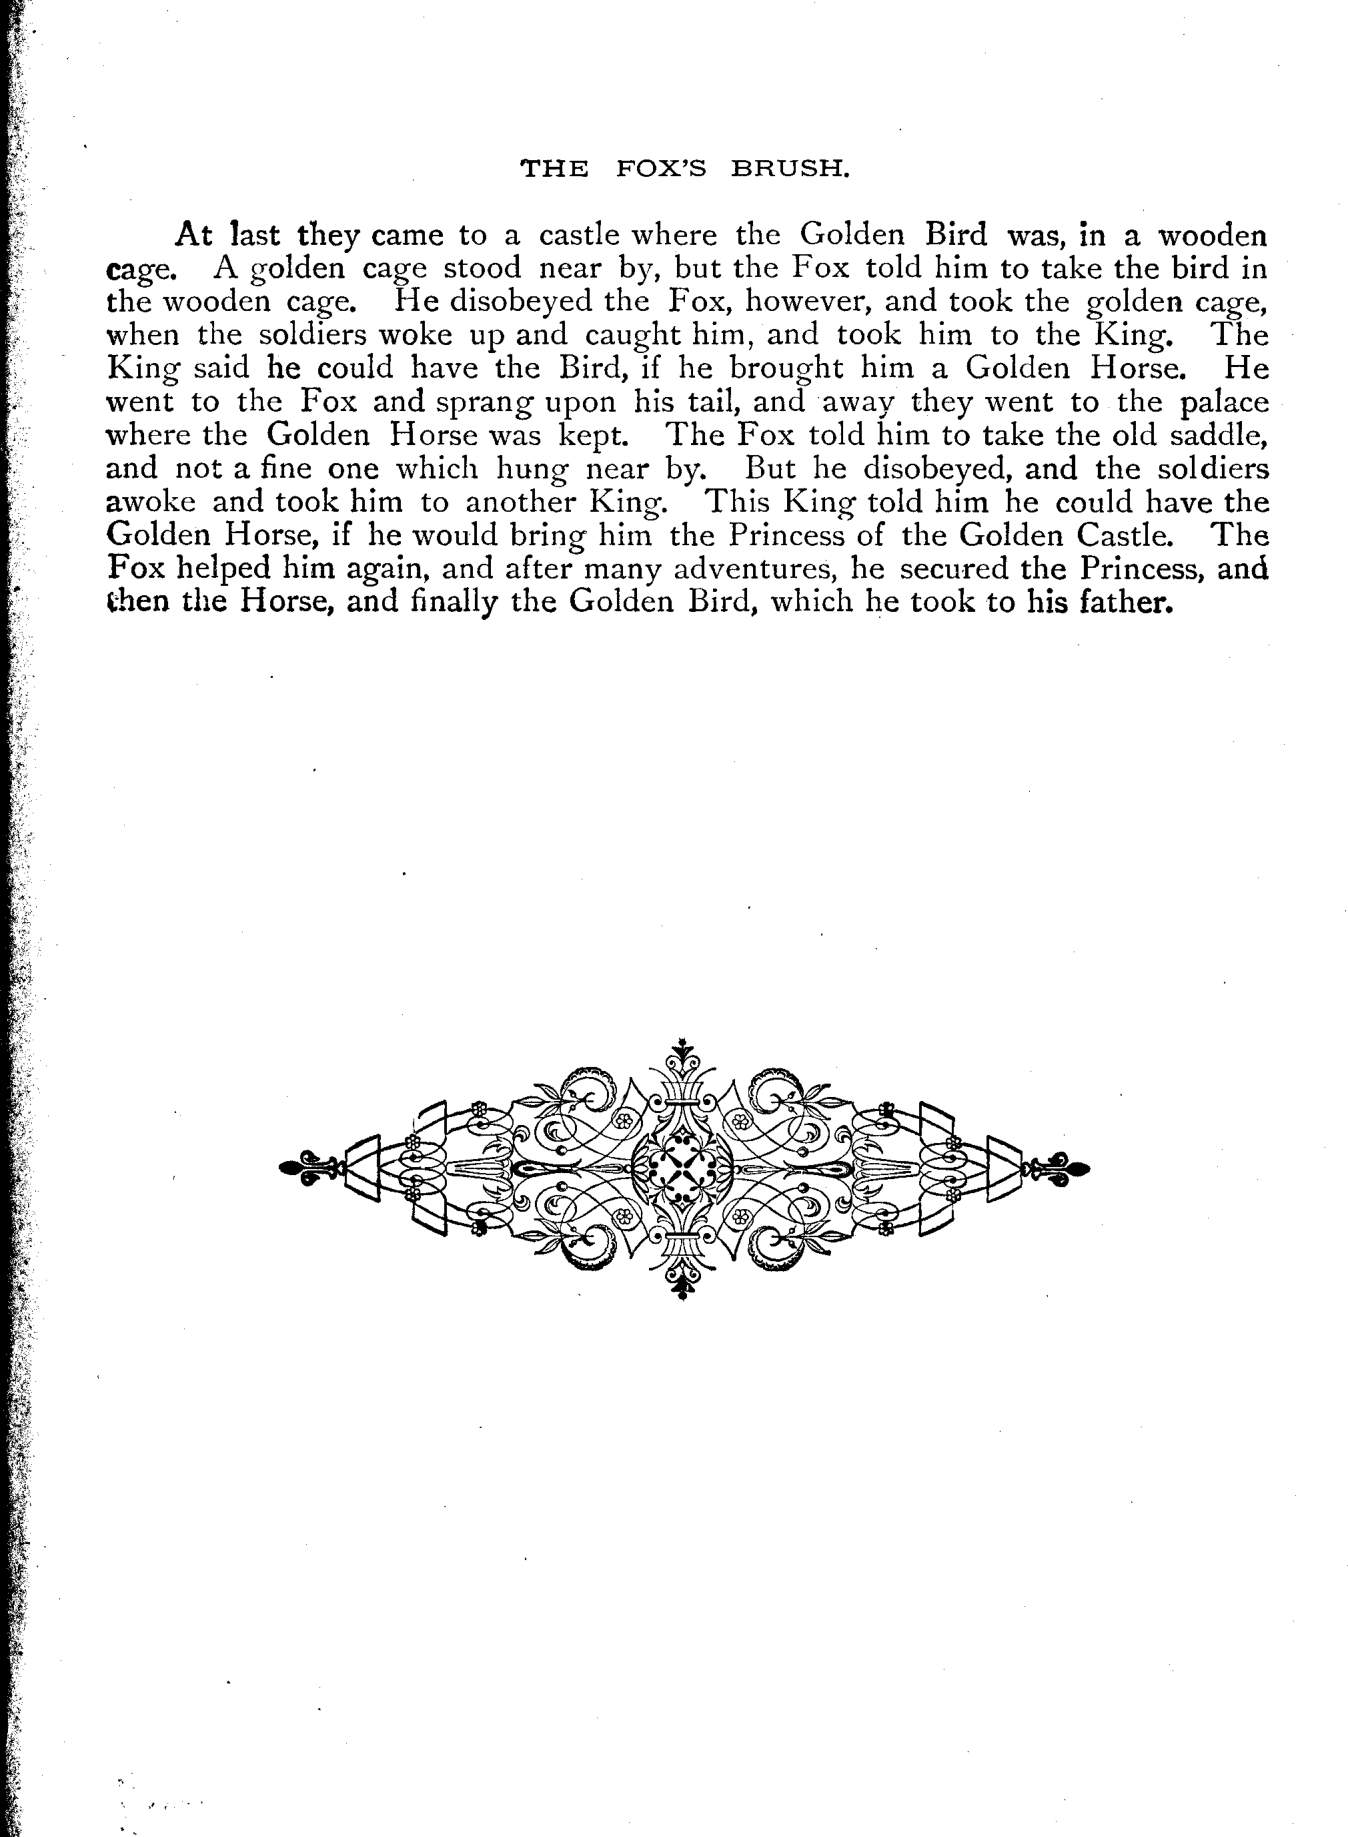 THE FOX'S BRUSH.
At last they came to a castle where the Golden Bird was, in a wooden
cage. A golden cage stood near by, but the Fox told him to take the bird in
the wooden cage. He disobeyed the Fox, however, and took the golden cage,
when the soldiers woke up and caught him, and took him to the King. The
King said he could have the Bird, if he brought him a Golden Horse. He
went to the Fox and sprang upon his tail, and away they went to the palace
where the Golden Horse was kept. The Fox told him to take the old saddle,
and not a fine one which hung near by. But he disobeyed, and the soldiers
awoke and took him to another King. This King told him he could have the
Golden Horse, if he would bring him the Princess of the Golden Castle. The
Fox helped him again, and after many adventures, he secured the Princess, and
then the Horse, and finally the Golden Bird, which he took to his father.